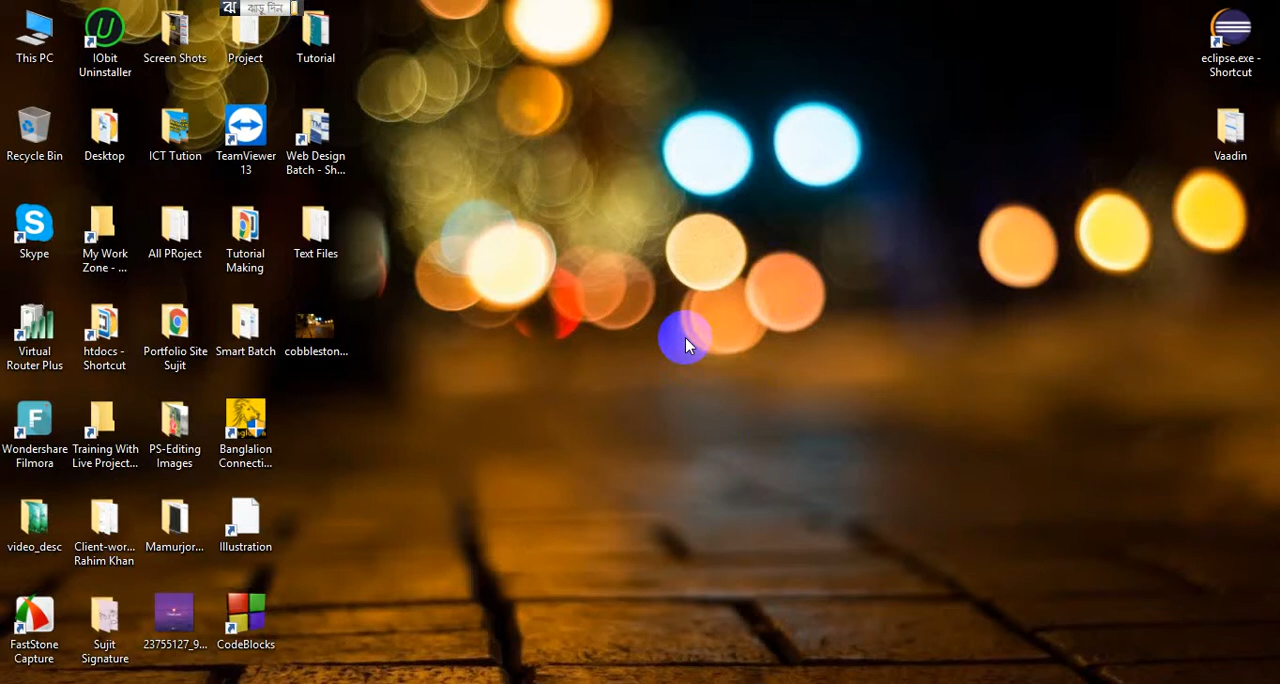 ঝ ঝাড়ু দিন
This PC
IObit
Uninstaller
Screen Shots
Project
Tutorial
eclipse.exe -
Shortcut
Recycle Bin
Desktop
ICT Tution
TeamViewer
13
Web Design
Batch - Sh...
Vaadin
Skype
My Work
Zone - ...
All PRoject
Tutorial
Making
Text Files
Virtual
Router Plus
htdocs -
Shortcut
Portfolio Site
Sujit
Smart Batch
cobbleston...
Wondershare
Filmora
Training With
Live Project...
PS-Editing
Images
Banglalion
Connecti...
video_desc
Client-wor...
Rahim Khan
Mamurjor...
Illustration
FastStone
Capture
Sujit
Signature
23755127_9...
CodeBlocks